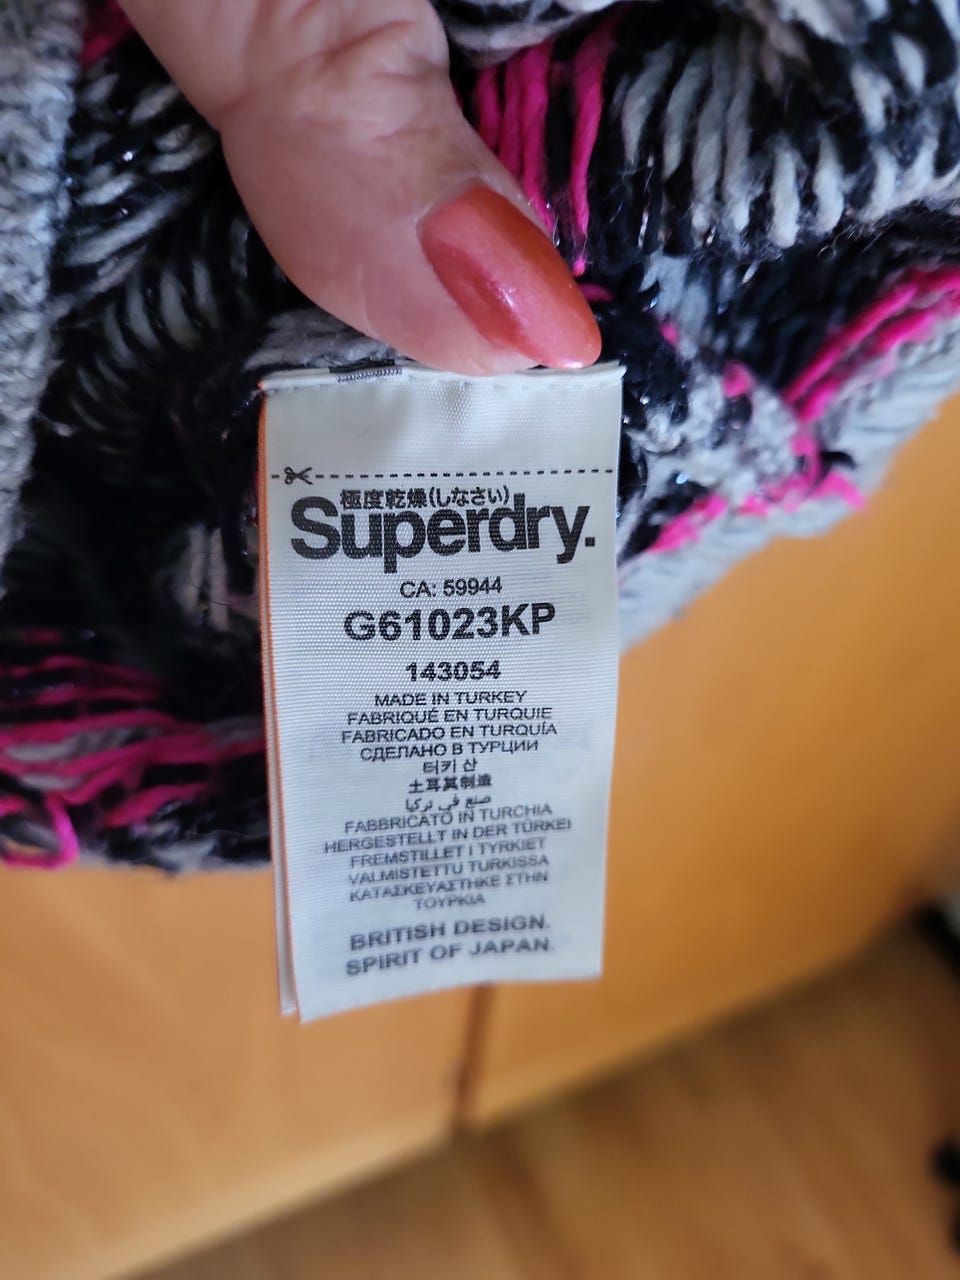 極度乾燥(しなさい)
Superdry.
CA: 59944
G61023KP
143054
MADE IN TURKEY
FABRIQUÉ EN TURQUIE
FABRICADO EN TURQUÍA
СДЕЛАНО В ТУРЦИИ
터키 산
土耳其制造
صنع في تركيا
FABBRICATO IN TURCHIA
HERGESTELLT IN DER TÜRKEI
FREMSTILLET I TYRKIET
VALMISTETTU TURKISSA
ΚΑΤΑΣΚΕΥΑΣΤΗΚΕ ΣΤΗΝ
ΤΟΥΡΚΙΑ
BRITISH DESIGN.
SPIRIT OF JAPAN.